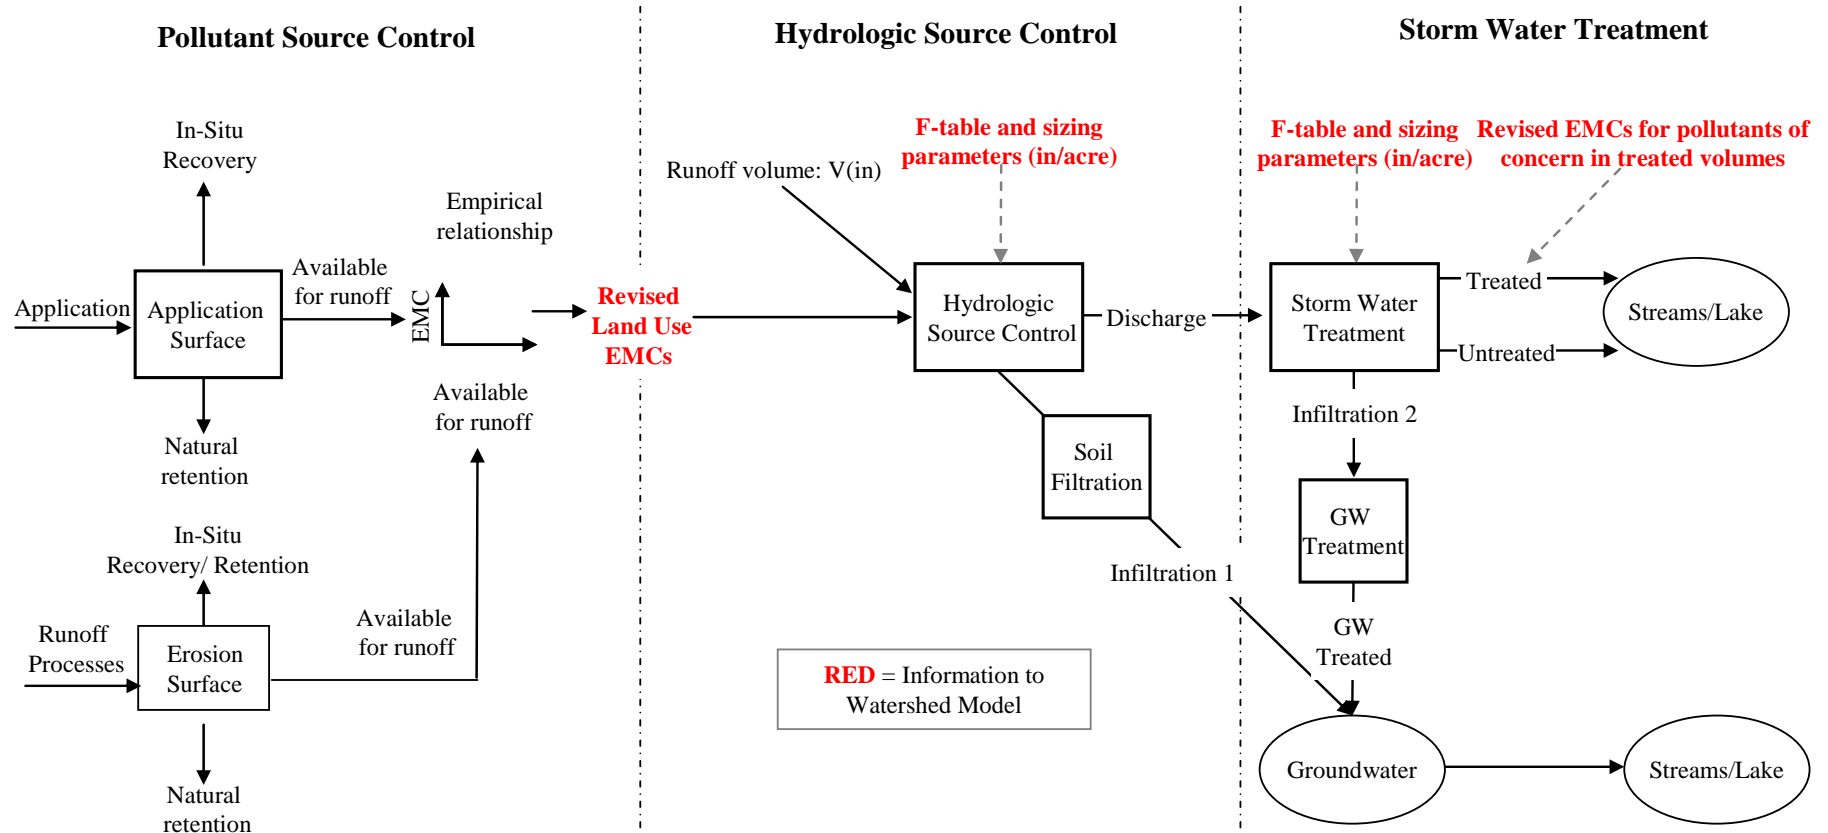 Pollutant Source Control
Hydrologic Source Control
Storm Water Treatment
In-Situ
Recovery
Application
Application
Surface
Available
for runoff
Natural
retention
Empirical
relationship
EMC
Revised
Land Use
EMCs
Available
for runoff
In-Situ
Recovery/ Retention
Runoff
Processes
Erosion
Surface
Available
for runoff
Natural
retention
Runoff volume: V(in)
F-table and sizing
parameters (in/acre)
Hydrologic
Source Control
Discharge
Soil
Filtration
Infiltration 1
RED = Information to
Watershed Model
F-table and sizing
parameters (in/acre)
Revised EMCs for pollutants of
concern in treated volumes
Storm Water
Treatment
Treated
Untreated
Streams/Lake
Infiltration 2
GW
Treatment
GW
Treated
Groundwater
Streams/Lake